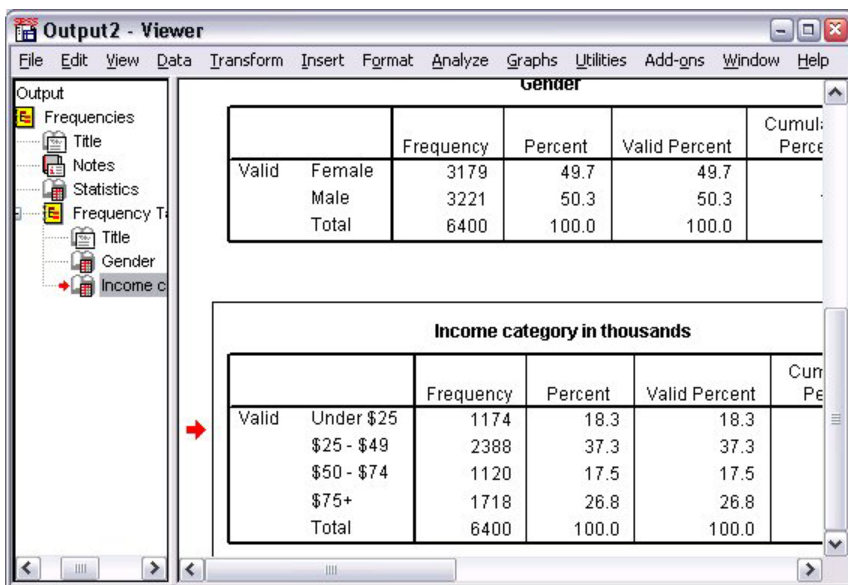 Output2 - Viewer
File Edit View Data Transform Insert Format Analyze Graphs Utilities Add-ons Window Help
Output
Frequencies
Title
Notes
Statistics
Frequency
Title
Gender
Income
Gender
Frequency Percent Valid Percent
Valid Female 3179 49.7 49.7
Male 3221 50.3 50.3
Total 6400 100.0 100.0
Income category in thousands
Frequency Percent Valid Percent
Valid Under $25 1174 18.3 18.3
$25 - $49 2388 37.3 37.3
$50 - $74 1120 17.5 17.5
$75+ 1718 26.8 26.8
Total 6400 100.0 100.0